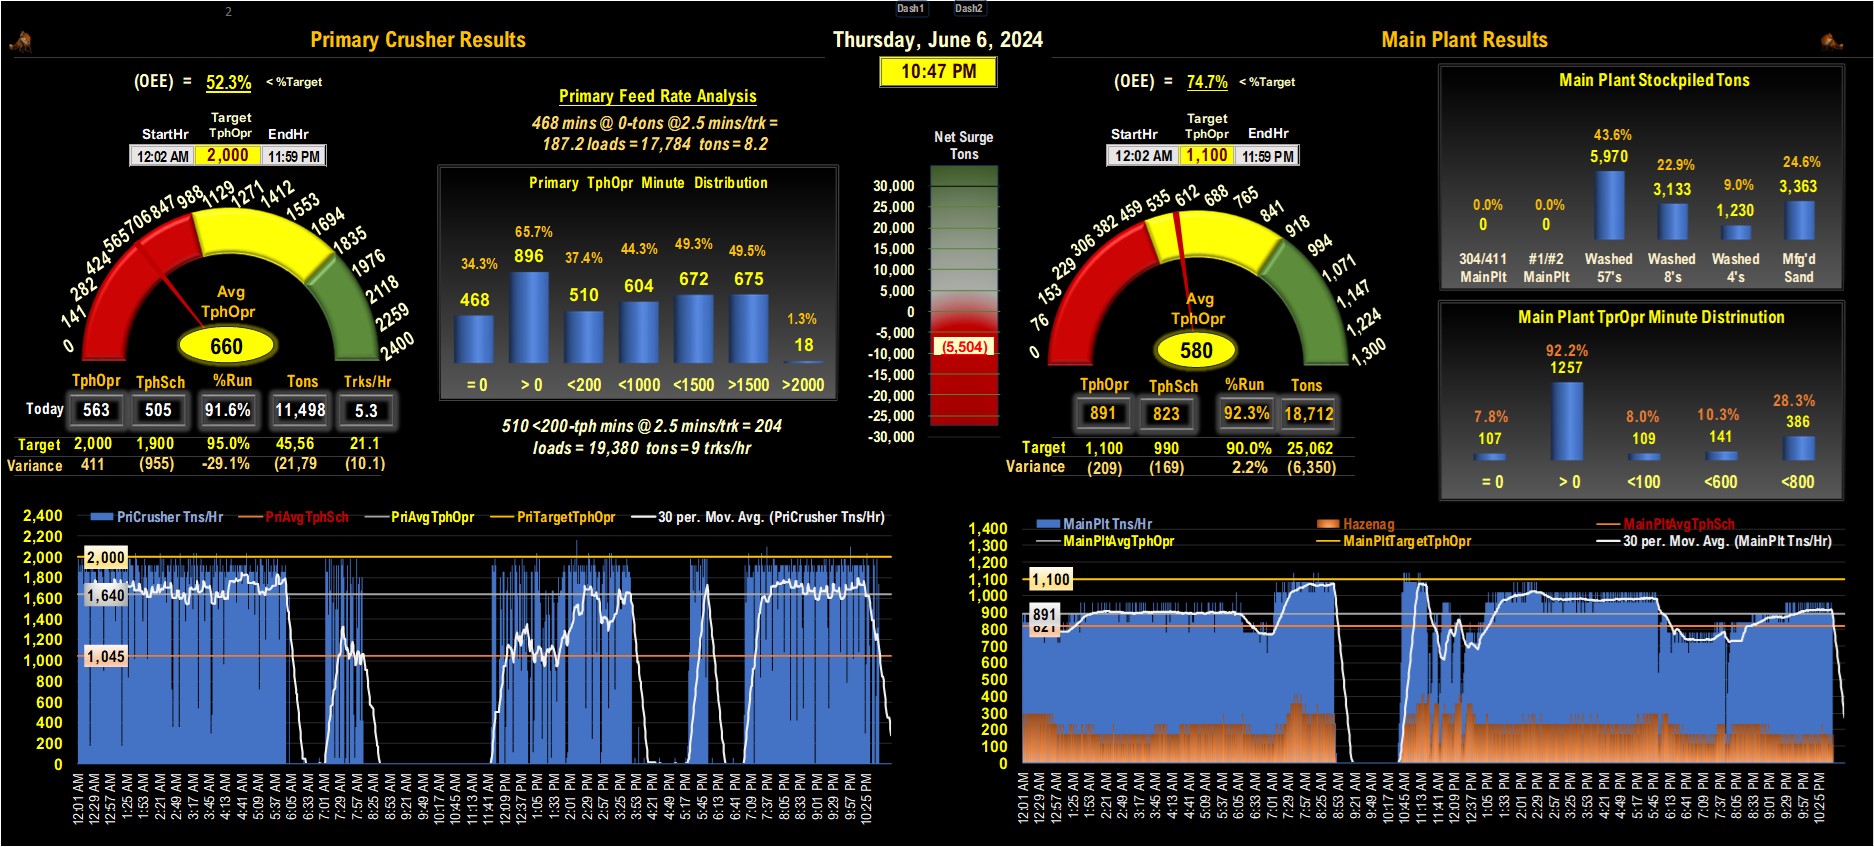 2
Dash1 Dash2
Primary Crusher Results
Thursday, June 6, 2024
Main Plant Results
10:47 PM
(OEE) = 52.3% < %Target
StartHr Target TphOpr EndHr
12:02 AM 2,000 11:59 PM
0 141 282 424 565 706 847 988 1129 1271 1412 1553 1694 1835 1976 2118 2259 2400
Avg
TphOpr
660
TphOpr TphSch %Run Tons Trks/Hr
Today 563 505 91.6% 11,498 5.3
Target 2,000 1,900 95.0% 45,56 21.1
Variance 411 (955) -29.1% (21,79 (10.1)
Primary Feed Rate Analysis
468 mins @ 0-tons @2.5 mins/trk =
187.2 loads = 17,784 tons = 8.2
Primary TphOpr Minute Distribution
34.3% 65.7% 37.4% 44.3% 49.3% 49.5% 1.3%
468 896 510 604 672 675 18
= 0 > 0 <200 <1000 <1500 >1500 >2000
510 <200-tph mins @ 2.5 mins/trk = 204
loads = 19,380 tons = 9 trks/hr
Net Surge
Tons
30,000
25,000
20,000
15,000
10,000
5,000
0
-5,000
(5,504)
-10,000
-15,000
-20,000
-25,000
-30,000
(OEE) = 74.7% < %Target
StartHr Target TphOpr EndHr
12:02 AM 1,100 11:59 PM
0 76 153 229 306 382 459 535 612 688 765 841 918 994 1,071 1,147 1,224 1,300
Avg
TphOpr
580
TphOpr TphSch %Run Tons
891 823 92.3% 18,712
Target 1,100 990 90.0% 25,062
Variance (209) (169) 2.2% (6,350)
Main Plant Stockpiled Tons
0.0% 0.0% 43.6% 22.9% 9.0% 24.6%
0 0 5,970 3,133 1,230 3,363
304/411 #1/#2 Washed Washed Washed Mfg'd
MainPlt MainPlt 57's 8's 4's Sand
Main Plant TprOpr Minute Distrinution
7.8% 92.2% 8.0% 10.3% 28.3%
107 1257 109 141 386
= 0 > 0 <100 <600 <800
PriCrusher Tns/Hr PriAvgTphSch PriAvgTphOpr PriTargetTphOpr 30 per. Mov. Avg. (PriCrusher Tns/Hr)
2,400
2,200
2,000
1,800
1,600
1,400
1,200
1,000
800
600
400
200
0
2,000
1,640
1,045
12:01 AM 12:29 AM 12:57 AM 1:25 AM 1:53 AM 2:21 AM 2:49 AM 3:17 AM 3:45 AM 4:13 AM 4:41 AM 5:09 AM 5:37 AM 6:05 AM 6:33 AM 7:01 AM 7:29 AM 7:57 AM 8:25 AM 8:53 AM 9:21 AM 9:49 AM 10:17 AM 10:45 AM 11:13 AM 11:41 AM 12:09 PM 12:37 PM 1:05 PM 1:33 PM 2:01 PM 2:29 PM 2:57 PM 3:25 PM 3:53 PM 4:21 PM 4:49 PM 5:17 PM 5:45 PM 6:13 PM 6:41 PM 7:09 PM 7:37 PM 8:05 PM 8:33 PM 9:01 PM 9:29 PM 9:57 PM 10:25 PM
MainPlt Tns/Hr Hazenag MainPltAvgTphSch
MainPltAvgTphOpr MainPltTargetTphOpr 30 per. Mov. Avg. (MainPlt Tns/Hr)
1,400
1,300
1,200
1,100
1,000
900
800
700
600
500
400
300
200
100
0
1,100
891
821
12:01 AM 12:29 AM 12:57 AM 1:25 AM 1:53 AM 2:21 AM 2:49 AM 3:17 AM 3:45 AM 4:13 AM 4:41 AM 5:09 AM 5:37 AM 6:05 AM 6:33 AM 7:01 AM 7:29 AM 7:57 AM 8:25 AM 8:53 AM 9:21 AM 9:49 AM 10:17 AM 10:45 AM 11:13 AM 11:41 AM 12:09 PM 12:37 PM 1:05 PM 1:33 PM 2:01 PM 2:29 PM 2:57 PM 3:25 PM 3:53 PM 4:21 PM 4:49 PM 5:17 PM 5:45 PM 6:13 PM 6:41 PM 7:09 PM 7:37 PM 8:05 PM 8:33 PM 9:01 PM 9:29 PM 9:57 PM 10:25 PM